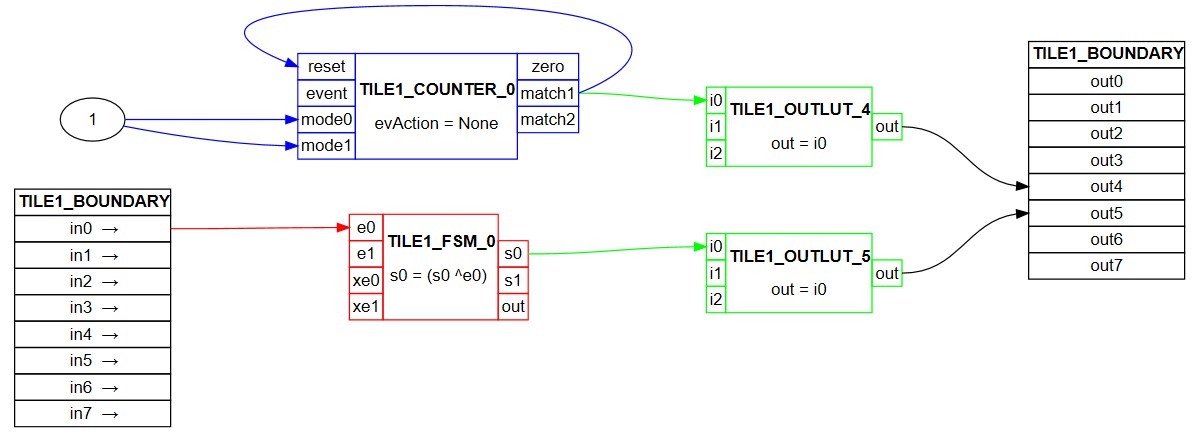 1
reset
event
mode0
mode1
TILE1_COUNTER_0
evAction = None
zero
match1
match2
i0
i1
i2
TILE1_OUTLUT_4
out = i0
out
TILE1_BOUNDARY
out0
out1
out2
out3
out4
out5
out6
out7
TILE1_BOUNDARY
in0 →
in1 →
in2 →
in3 →
in4 →
in5 →
in6 →
in7 →
e0
e1
xe0
xe1
TILE1_FSM_0
s0 = (s0 ^e0)
s0
s1
out
i0
i1
i2
TILE1_OUTLUT_5
out = i0
out